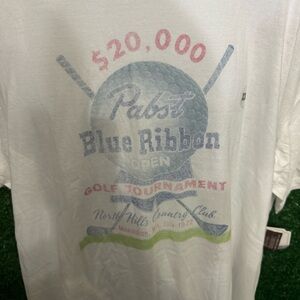 $20,000
Pabst
Blue Ribbon
OPEN
GOLF TOURNAMENT
North Hills Country Club